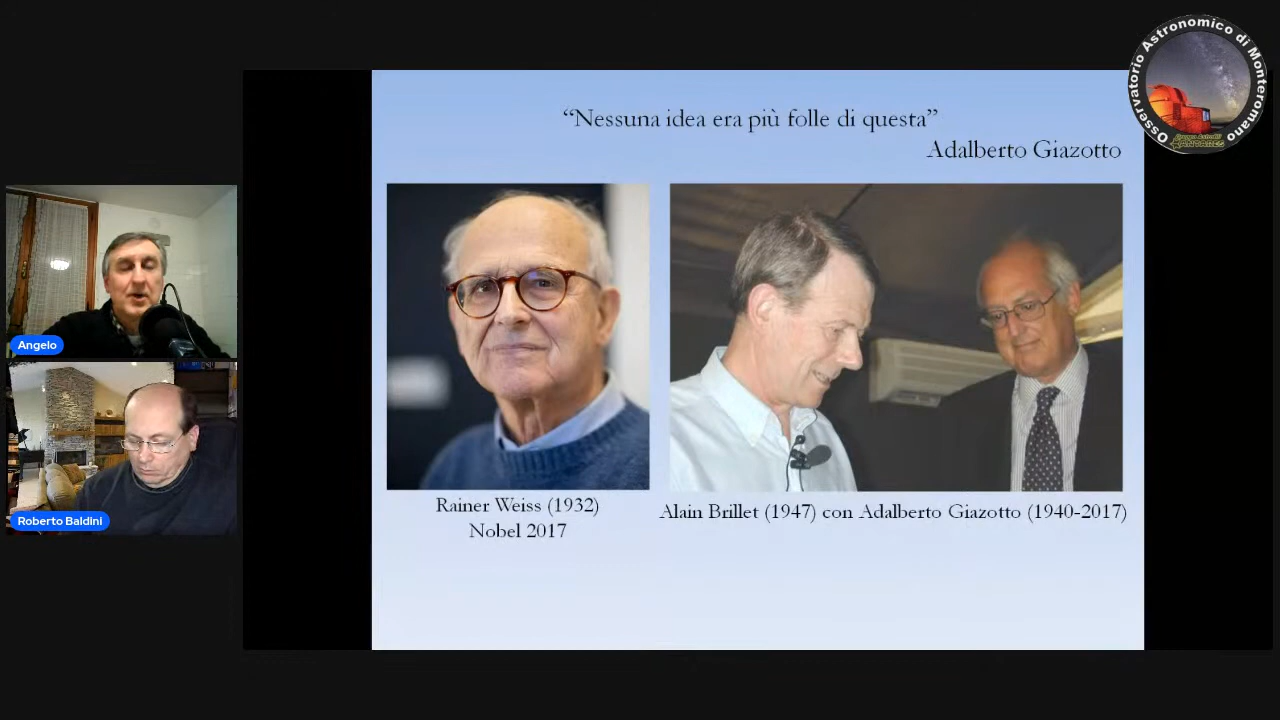 “Nessuna idea era più folle di questa”
Adalberto Giazotto
Rainer Weiss (1932)
Nobel 2017
Alain Brillet (1947) con Adalberto Giazotto (1940-2017)
Angelo
Roberto Baldini
Osservatorio Astronomico di Monteromano